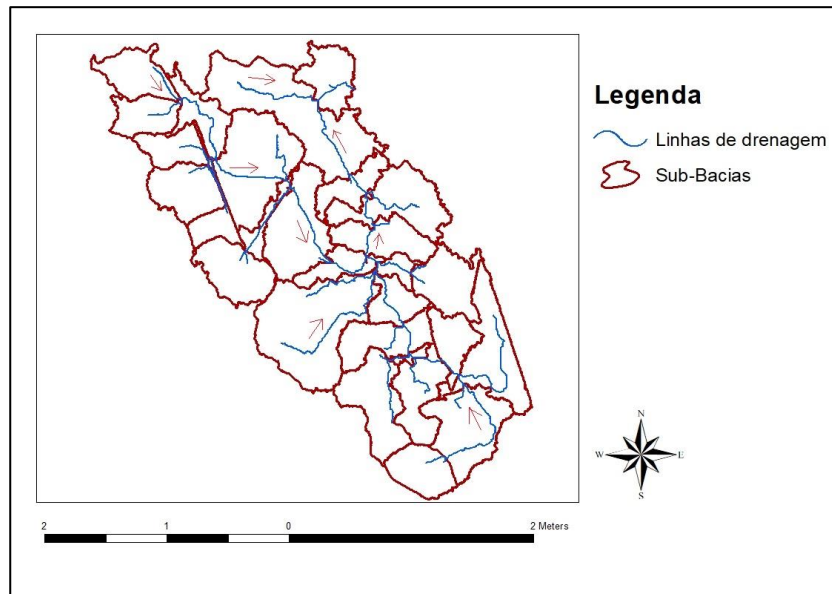 Legenda
Linhas de drenagem
Sub-Bacias
N
W E
S
2 1 0 2 Meters